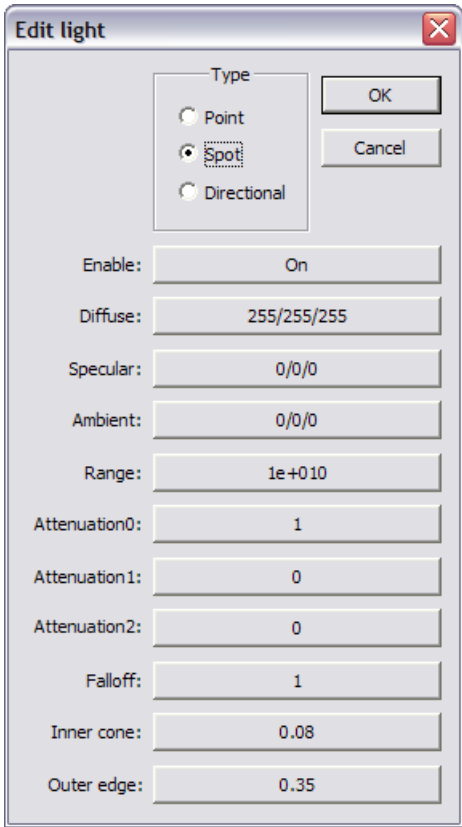 Edit light
Type
Point
Spot
Directional
OK
Cancel
Enable: On
Diffuse: 255/255/255
Specular: 0/0/0
Ambient: 0/0/0
Range: 1e+010
Attenuation0: 1
Attenuation1: 0
Attenuation2: 0
Falloff: 1
Inner cone: 0.08
Outer edge: 0.35